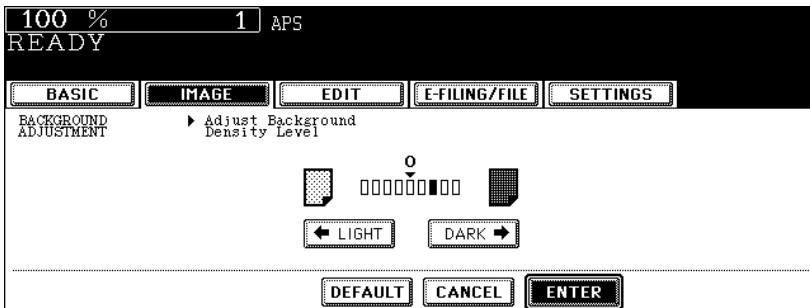 100 % 1 APS
READY
BASIC IMAGE EDIT E-FILING/FILE SETTINGS
BACKGROUND
ADJUSTMENT
Adjust Background
Density Level
0
LIGHT DARK
DEFAULT CANCEL ENTER